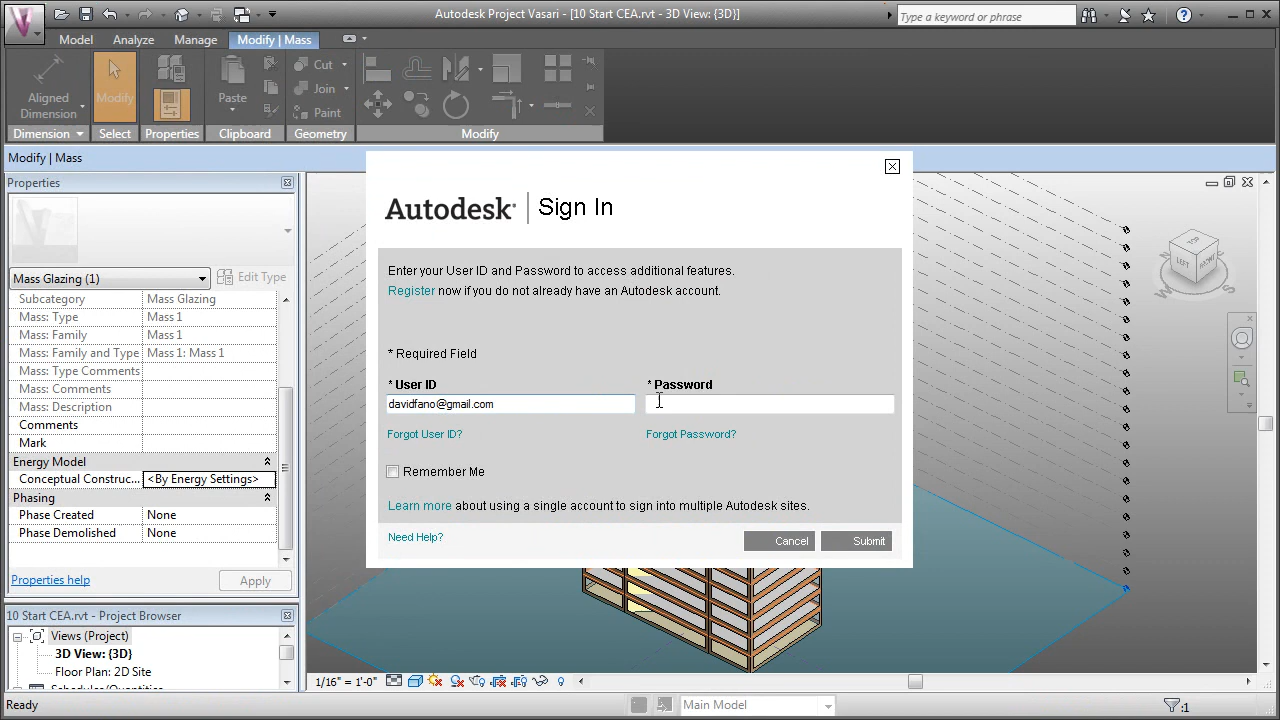 Autodesk Project Vasari - [10 Start CEA.rvt - 3D View: {3D}]
Type a keyword or phrase
Model
Analyze
Manage
Modify | Mass
Aligned
Dimension
Modify
Paste
Cut
Join
Paint
Dimension
Select
Properties
Clipboard
Geometry
Modify
Modify | Mass
Properties
Mass Glazing (1)
Edit Type
Subcategory Mass Glazing
Mass: Type Mass 1
Mass: Family Mass 1
Mass: Family and Type Mass 1: Mass 1
Mass: Type Comments
Mass: Comments
Comments
Mark
Energy Model
Conceptual Construc... <By Energy Settings>
Phasing
Phase Created None
Phase Demolished None
Properties help
Apply
10 Start CEA.rvt - Project Browser
Views (Project)
3D View: {3D}
Floor Plan: 2D Site
Autodesk® Sign In
Enter your User ID and Password to access additional features.
Register now if you do not already have an Autodesk account.
* Required Field
* User ID
* Password
davidfano@gmail.com
Forgot User ID?
Forgot Password?
Remember Me
Learn more about using a single account to sign into multiple Autodesk sites.
Need Help?
Cancel
Submit
TOP
LEFT
FRONT
W
S
1/16" = 1'-0"
Ready
Main Model
:1